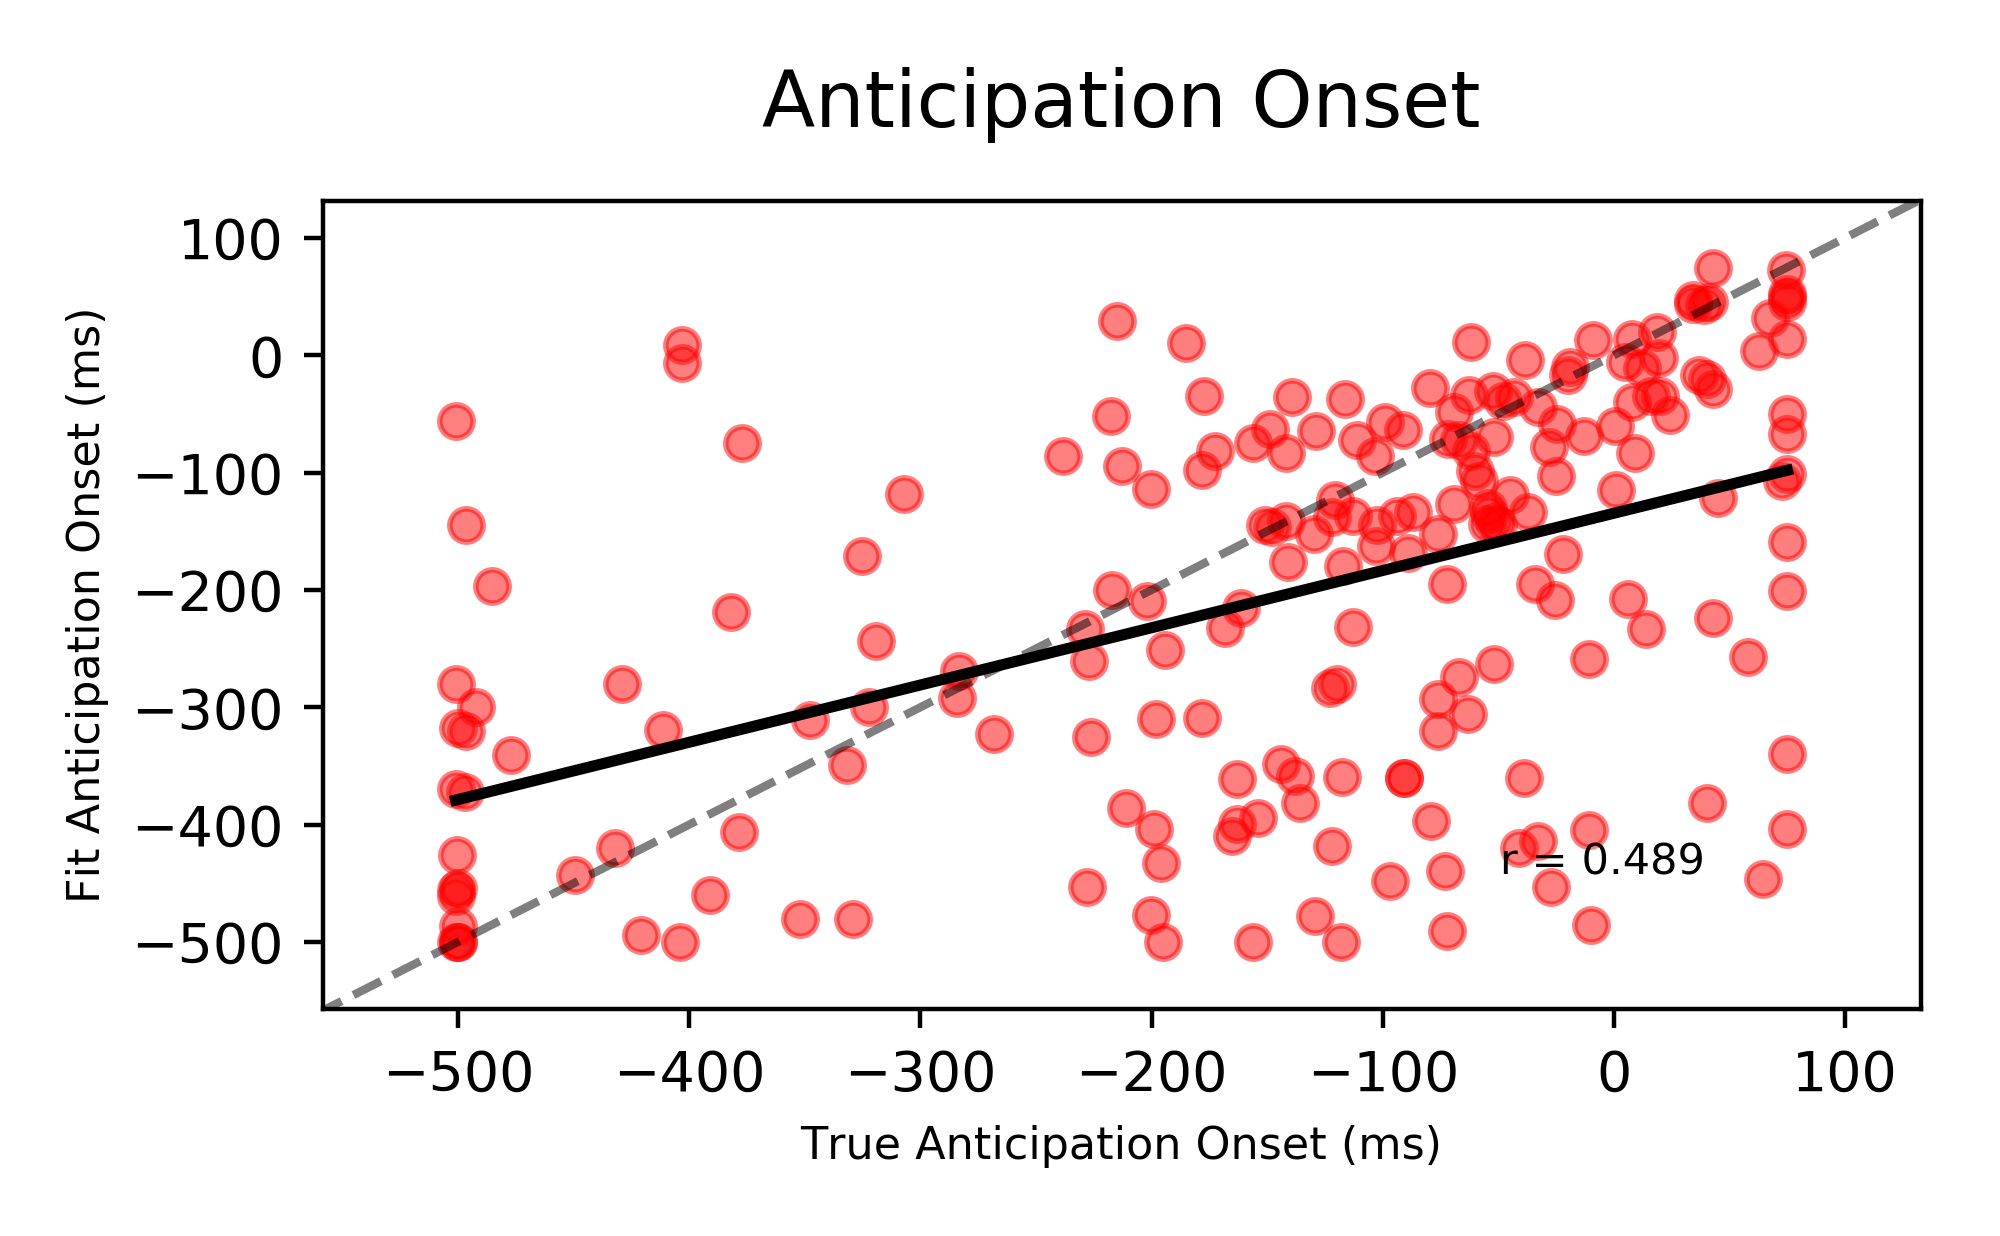 Anticipation Onset
Fit Anticipation Onset (ms)
100
0
−100
−200
−300
−400
−500
r = 0.489
−500 −400 −300 −200 −100 0 100
True Anticipation Onset (ms)